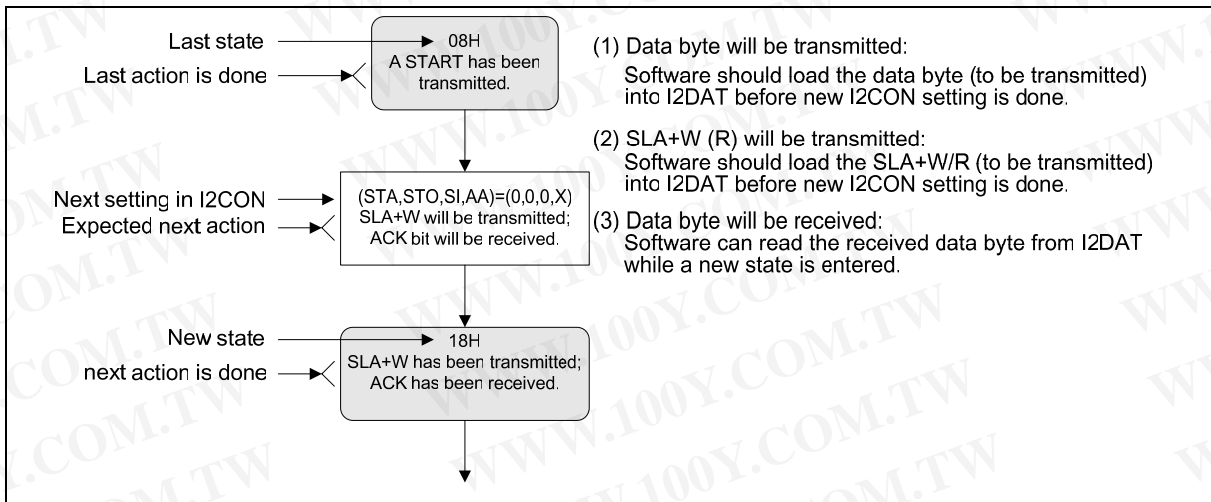 Last state
Last action is done
08H
A START has been
transmitted.
Next setting in I2CON
Expected next action
(STA,STO,SI,AA)=(0,0,0,X)
SLA+W will be transmitted;
ACK bit will be received.
New state
next action is done
18H
SLA+W has been transmitted;
ACK has been received.
(1) Data byte will be transmitted:
Software should load the data byte (to be transmitted)
into I2DAT before new I2CON setting is done.
(2) SLA+W (R) will be transmitted:
Software should load the SLA+W/R (to be transmitted)
into I2DAT before new I2CON setting is done.
(3) Data byte will be received:
Software can read the received data byte from I2DAT
while a new state is entered.
WWW.100Y.COM.TW